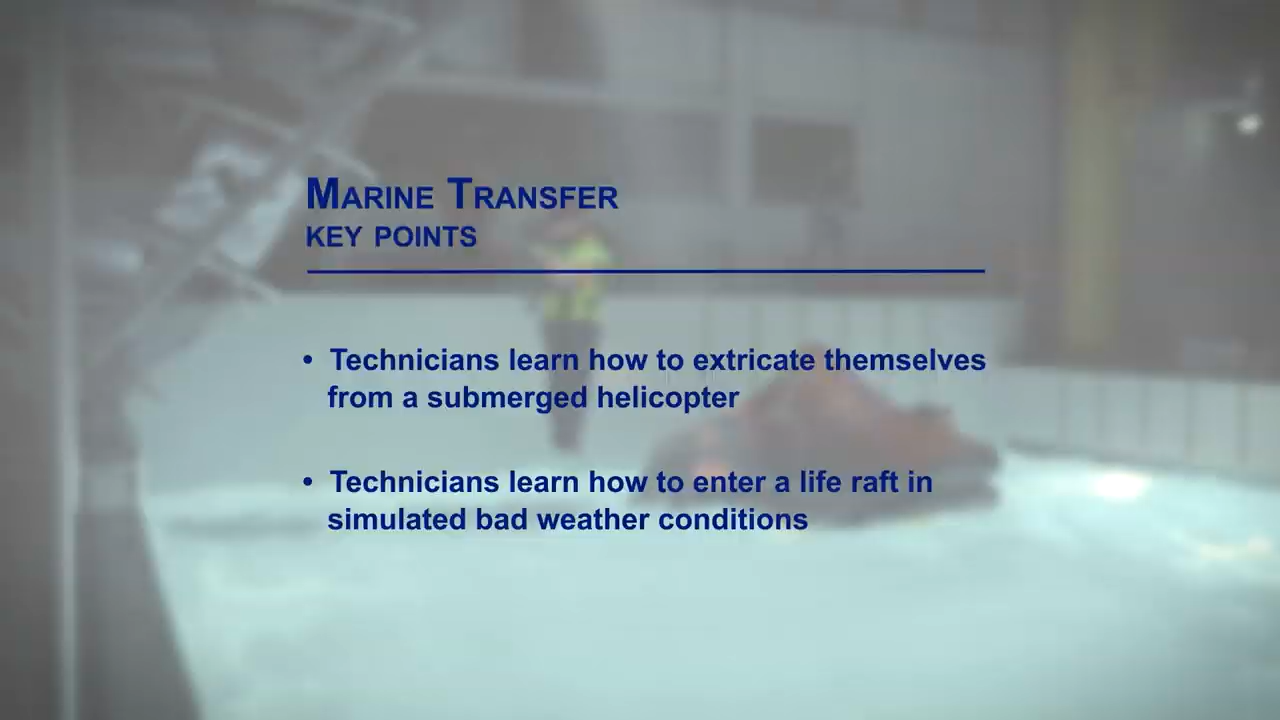 Marine Transfer
key points
• Technicians learn how to extricate themselves
from a submerged helicopter
• Technicians learn how to enter a life raft in
simulated bad weather conditions